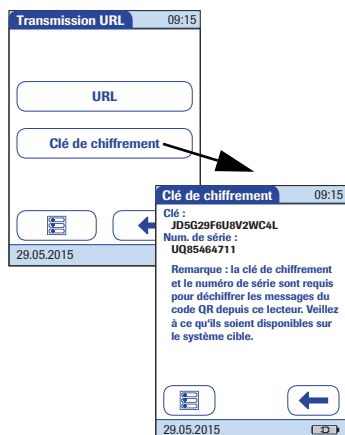 Transmission URL 09:15
URL
Clé de chiffrement
29.05.2015
Clé de chiffrement 09:15
Clé :
JD5G29F6U8V2WC4L
Num. de série :
UQ85464711
Remarque : la clé de chiffrement
et le numéro de série sont requis
pour déchiffrer les messages du
code QR depuis ce lecteur. Veillez
à ce qu'ils soient disponibles sur
le système cible.
29.05.2015